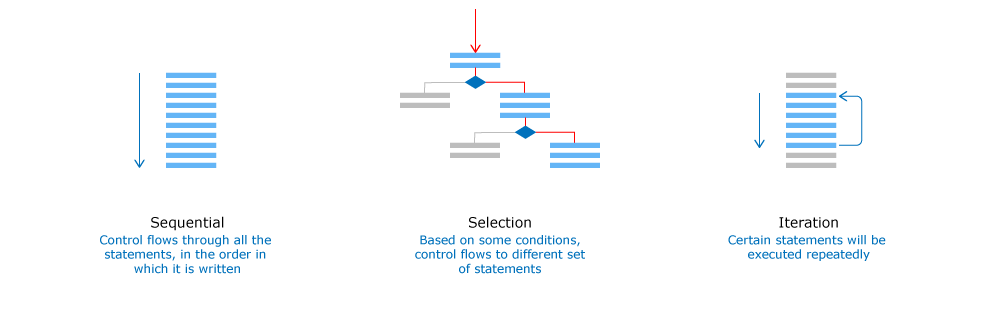 Sequential
Control flows through all the
statements, in the order in
which it is written
Selection
Based on some conditions,
control flows to different set
of statements
Iteration
Certain statements will be
executed repeatedly